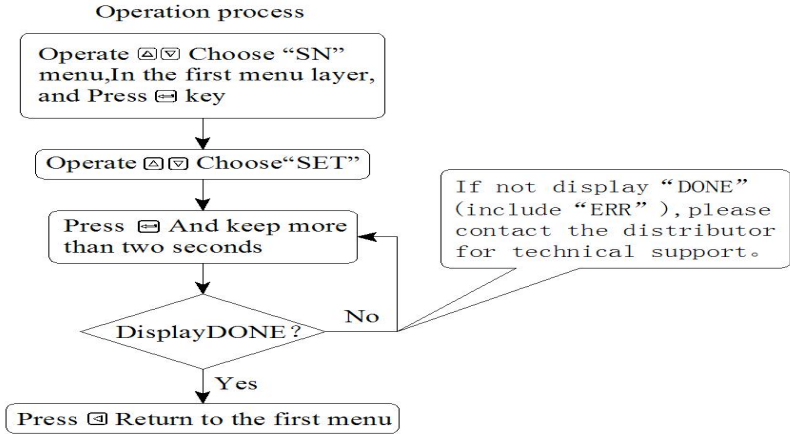 Operation process
Operate △ ▽ Choose “SN”
menu,In the first menu layer,
and Press ↵ key
Operate △ ▽ Choose“SET”
Press ↵ And keep more
than two seconds
If not display “DONE”
(include “ERR” ),please
contact the distributor
for technical support。
No
DisplayDONE？
Yes
Press ◁ Return to the first menu